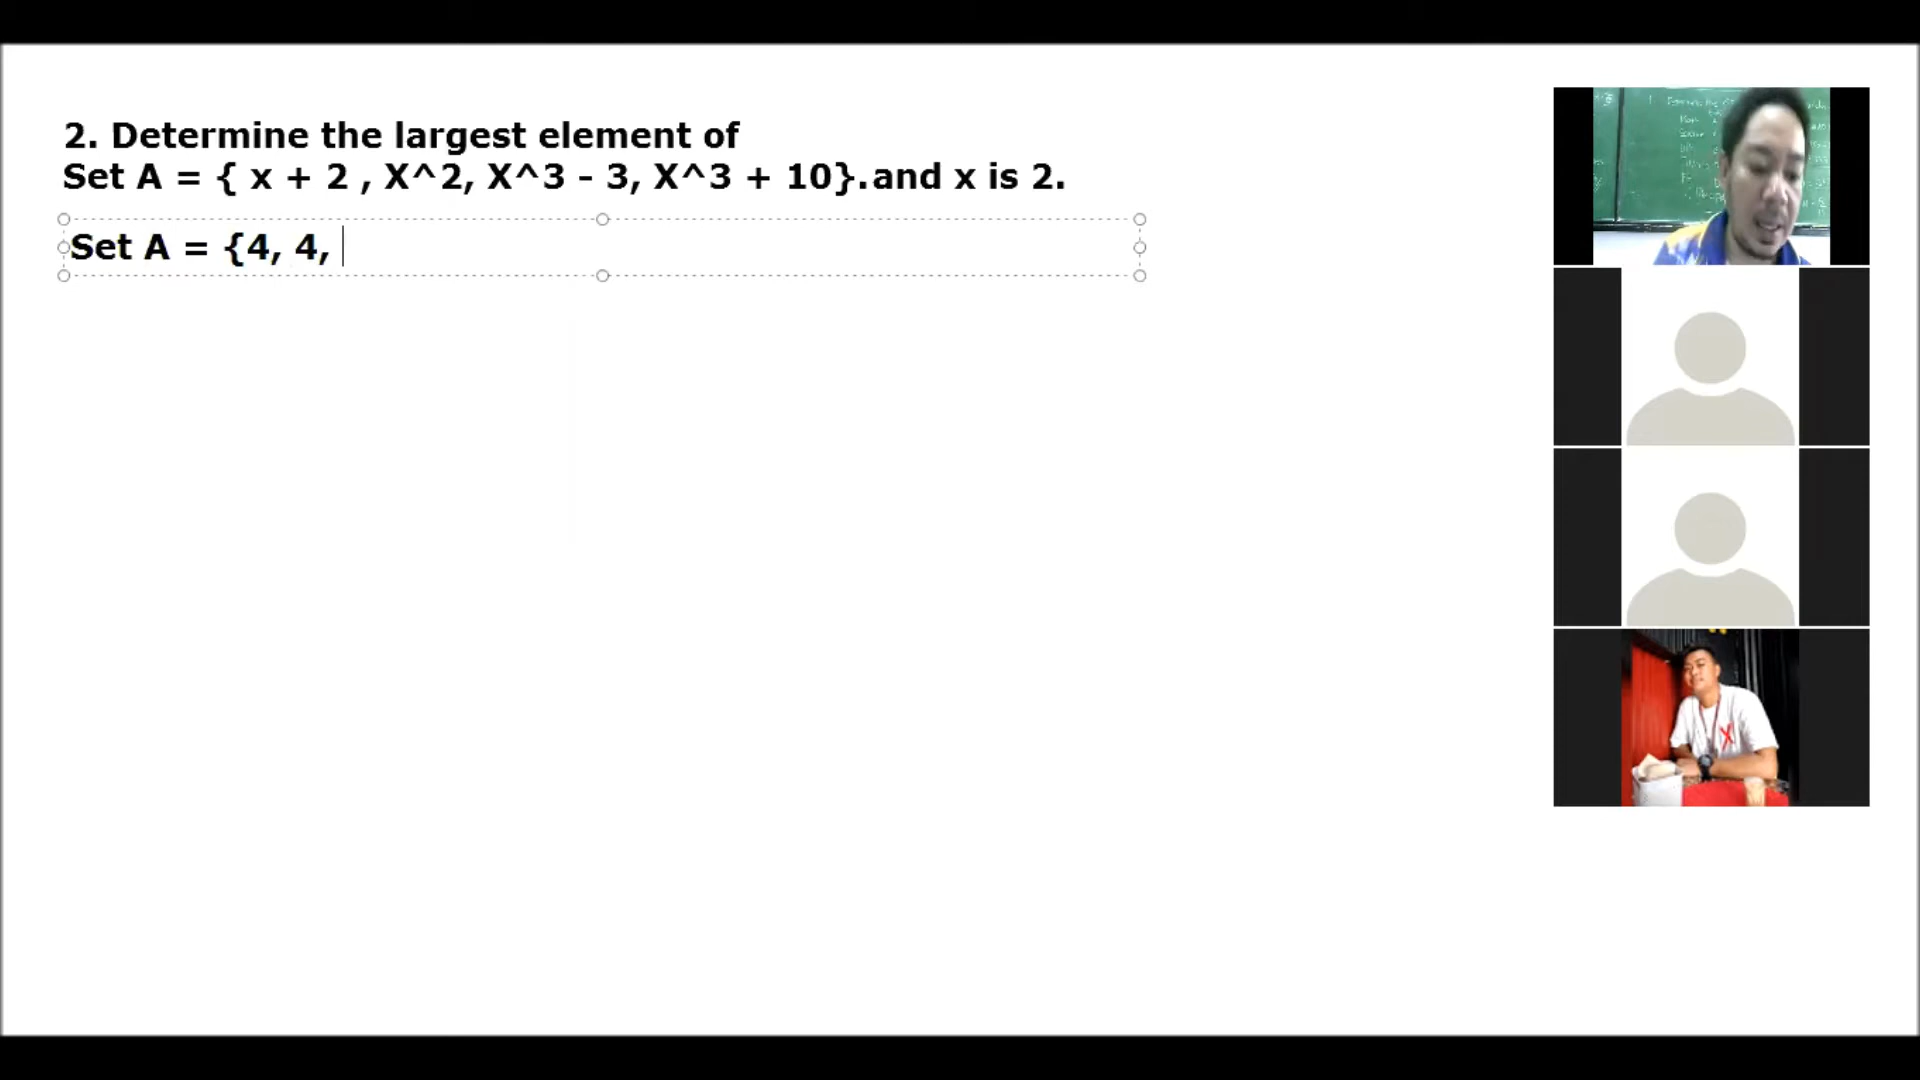 2. Determine the largest element of
Set A = { x + 2 , X^2, X^3 - 3, X^3 + 10}.and x is 2.
Set A = {4, 4,